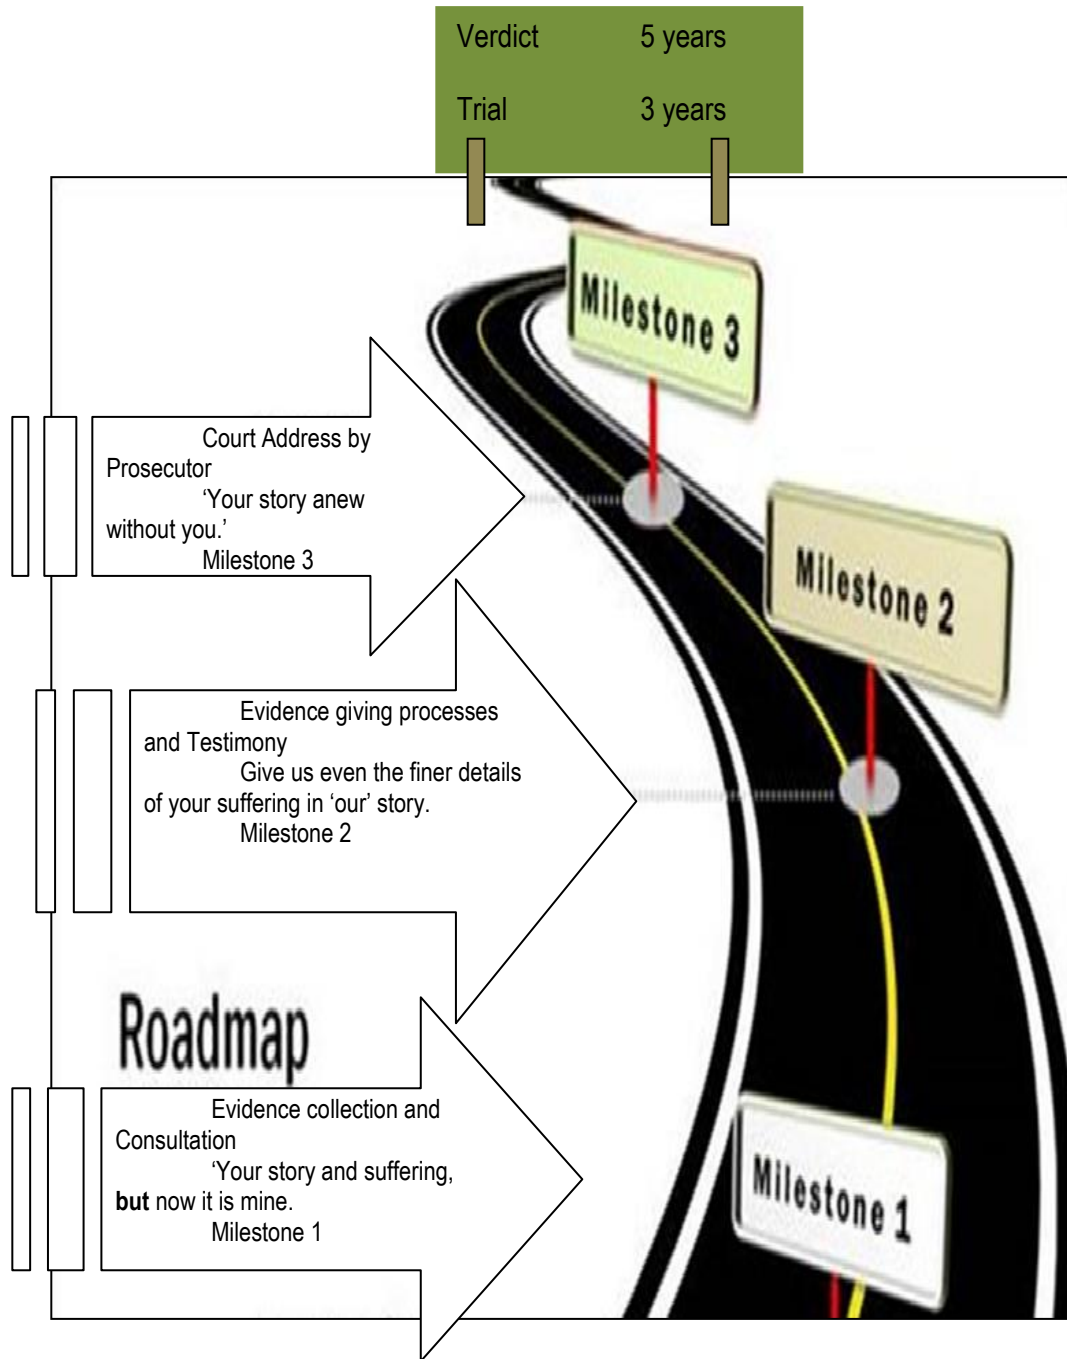 Verdict 5 years
Trial 3 years
Milestone 3
Court Address by
Prosecutor
‘Your story anew
without you.’
Milestone 3
Milestone 2
Evidence giving processes
and Testimony
Give us even the finer details
of your suffering in ‘our’ story.
Milestone 2
Roadmap
Evidence collection and
Consultation
‘Your story and suffering,
but now it is mine.
Milestone 1
Milestone 1